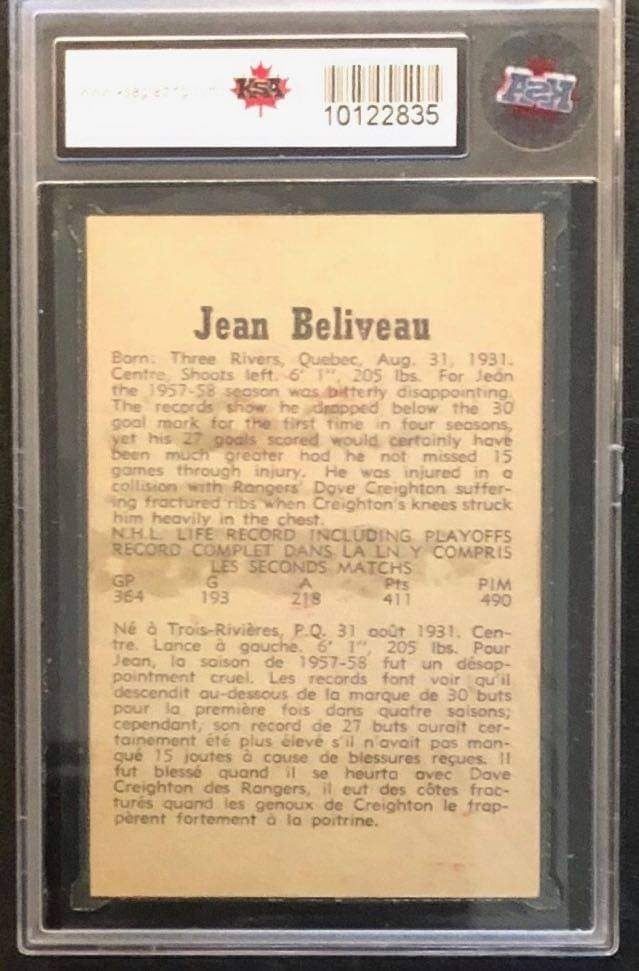 KSA
10122835
KSA
Jean Beliveau
Born: Three Rivers, Quebec, Aug. 31, 1931.
Centre, Shoots left. 6' 1", 205 lbs. For Jean
the 1957-58 season was bitterly disappointing.
The records show he dropped below the 30
goal mark for the first time in four seasons,
yet his 27 goals scored would certainly have
been much greater had he not missed 15
games through injury. He was injured in a
collision with Rangers' Dave Creighton suffer-
ing fractured ribs when Creighton's knees struck
him heavily in the chest.
N.H.L. LIFE RECORD INCLUDING PLAYOFFS
RECORD COMPLET DANS LA LN Y COMPRIS
LES SECONDS MATCHS
GP G A Pts PIM
364 193 218 411 490
Né à Trois-Rivières, P.Q. 31 août 1931. Cen-
tre. Lance à gauche. 6' 1", 205 lbs. Pour
Jean, la saison de 1957-58 fut un désap-
pointment cruel. Les records font voir qu'il
descendit au-dessous de la marque de 30 buts
pour la première fois dans quatre saisons;
cependant, son record de 27 buts aurait cer-
tainement été plus élevé s'il n'avait pas man-
qué 15 joutes à cause de blessures reçues. Il
fut blessé quand il se heurta avec Dave
Creighton des Rangers, il eut des côtes frac-
turés quand les genoux de Creighton le frap-
pèrent fortement à la poitrine.